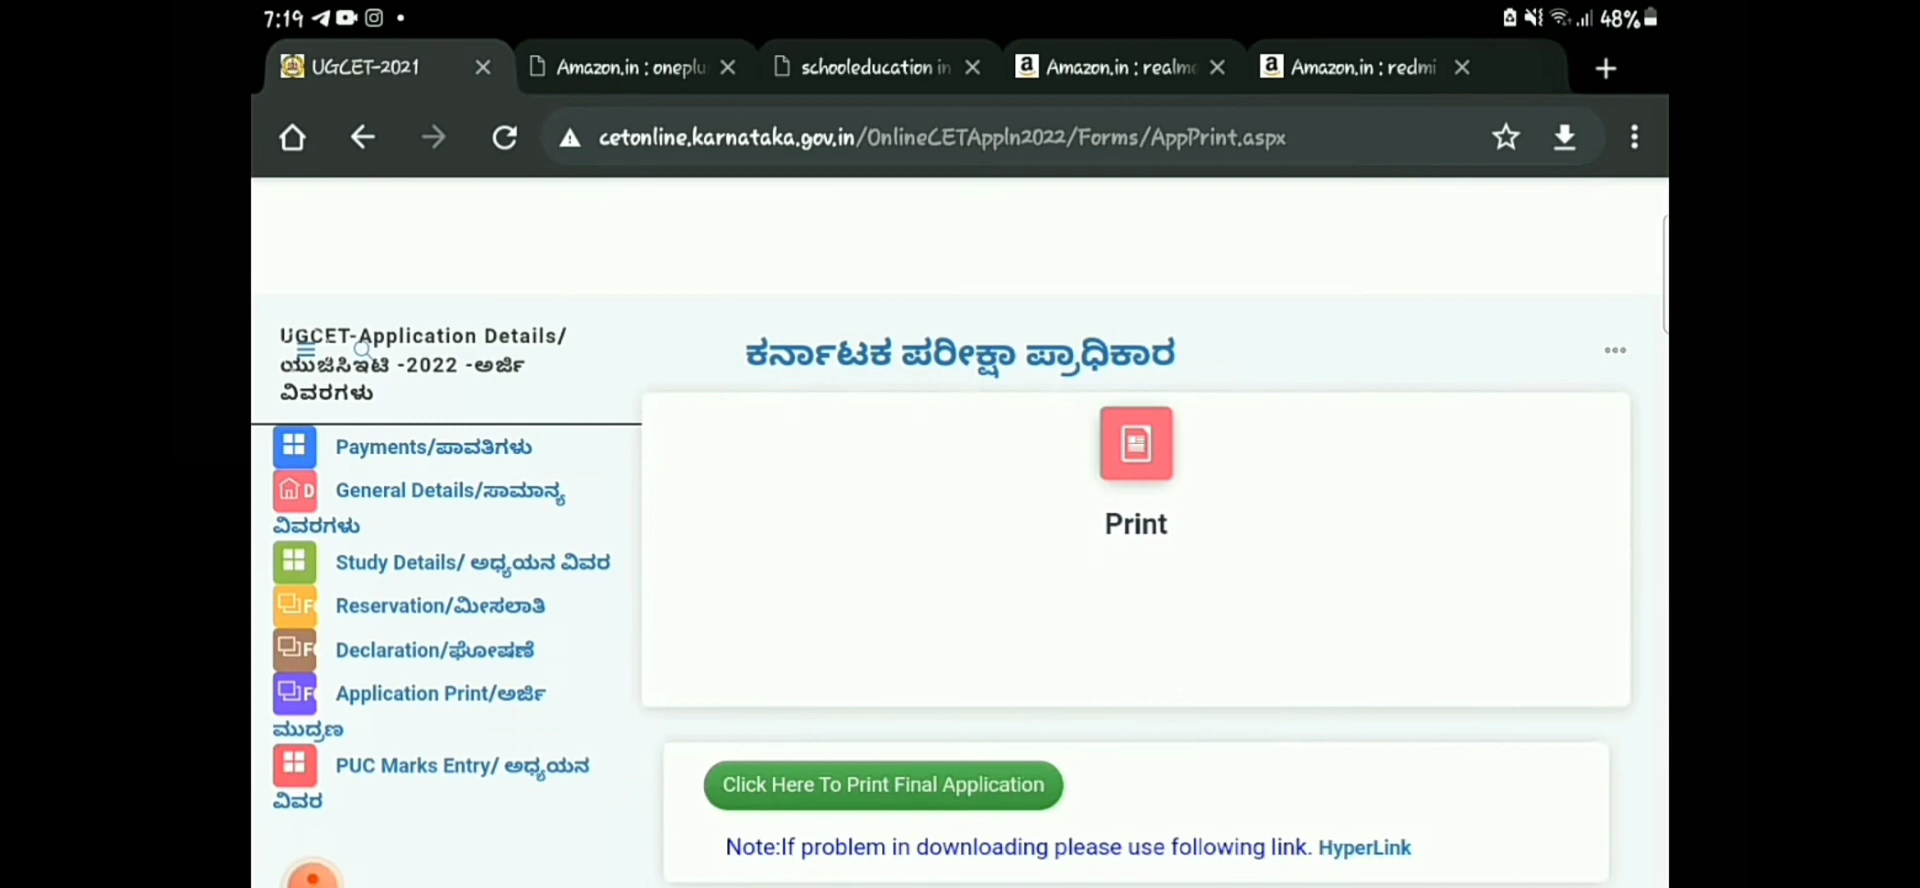 7:19
48%
UGCET-2021
Amazon.in : oneplu
schooleducation in
Amazon.in : realme
Amazon.in : redmi
cetonline.karnataka.gov.in/OnlineCETAppln2022/Forms/AppPrint.aspx
UGCET-Application Details/
ಯುಜಿಸಿಇಟಿ -2022 -ಅರ್ಜಿ
ವಿವರಗಳು
ಕರ್ನಾಟಕ ಪರೀಕ್ಷಾ ಪ್ರಾಧಿಕಾರ
Payments/ಪಾವತಿಗಳು
D General Details/ಸಾಮಾನ್ಯ
ವಿವರಗಳು
Study Details/ ಅಧ್ಯಯನ ವಿವರ
F Reservation/ಮೀಸಲಾತಿ
F Declaration/ಘೋಷಣೆ
F Application Print/ಅರ್ಜಿ
ಮುದ್ರಣ
PUC Marks Entry/ ಅಧ್ಯಯನ
ವಿವರ
Print
Click Here To Print Final Application
Note:If problem in downloading please use following link. HyperLink